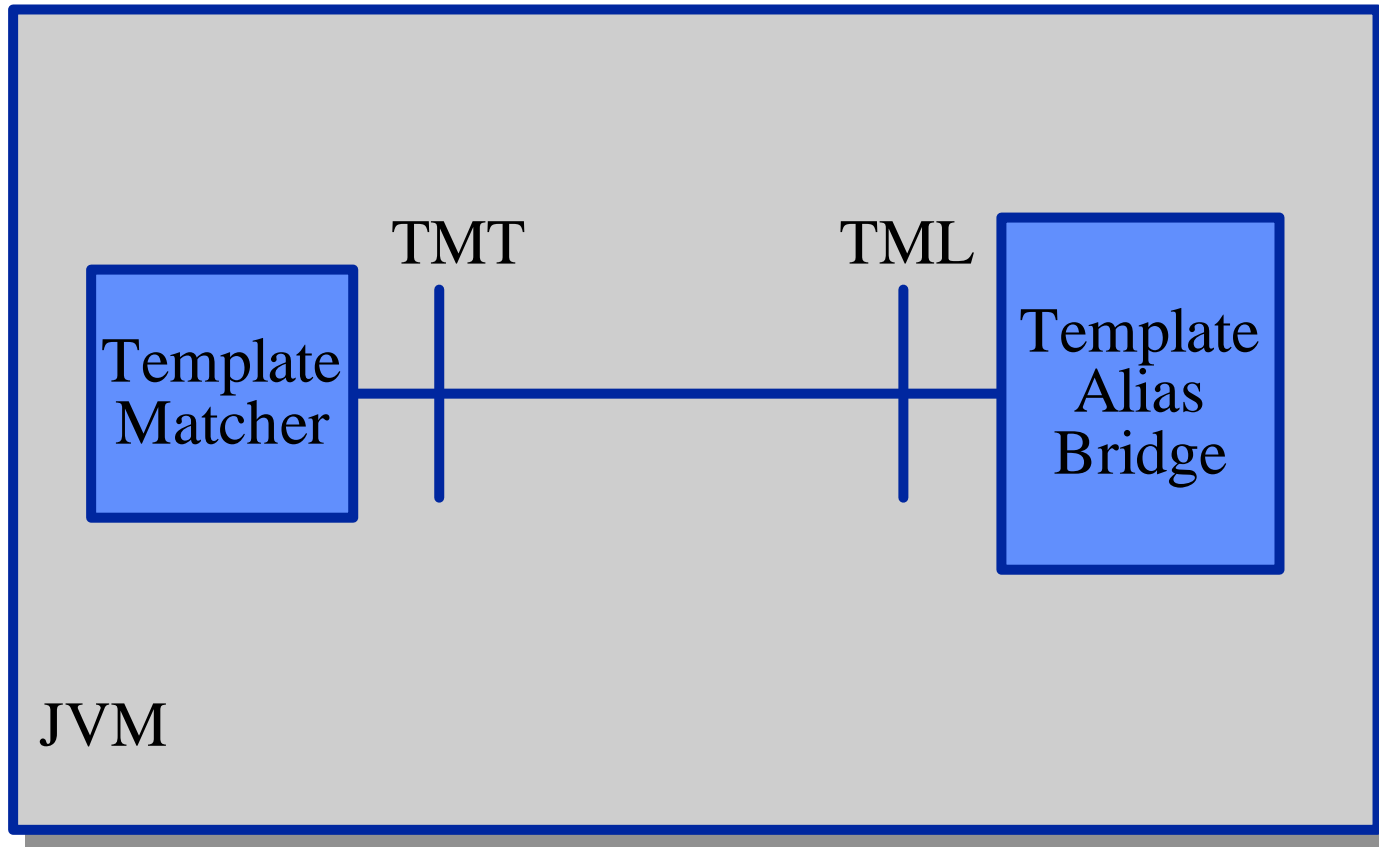 TMT
TML
Template
Matcher
Template
Alias
Bridge
JVM